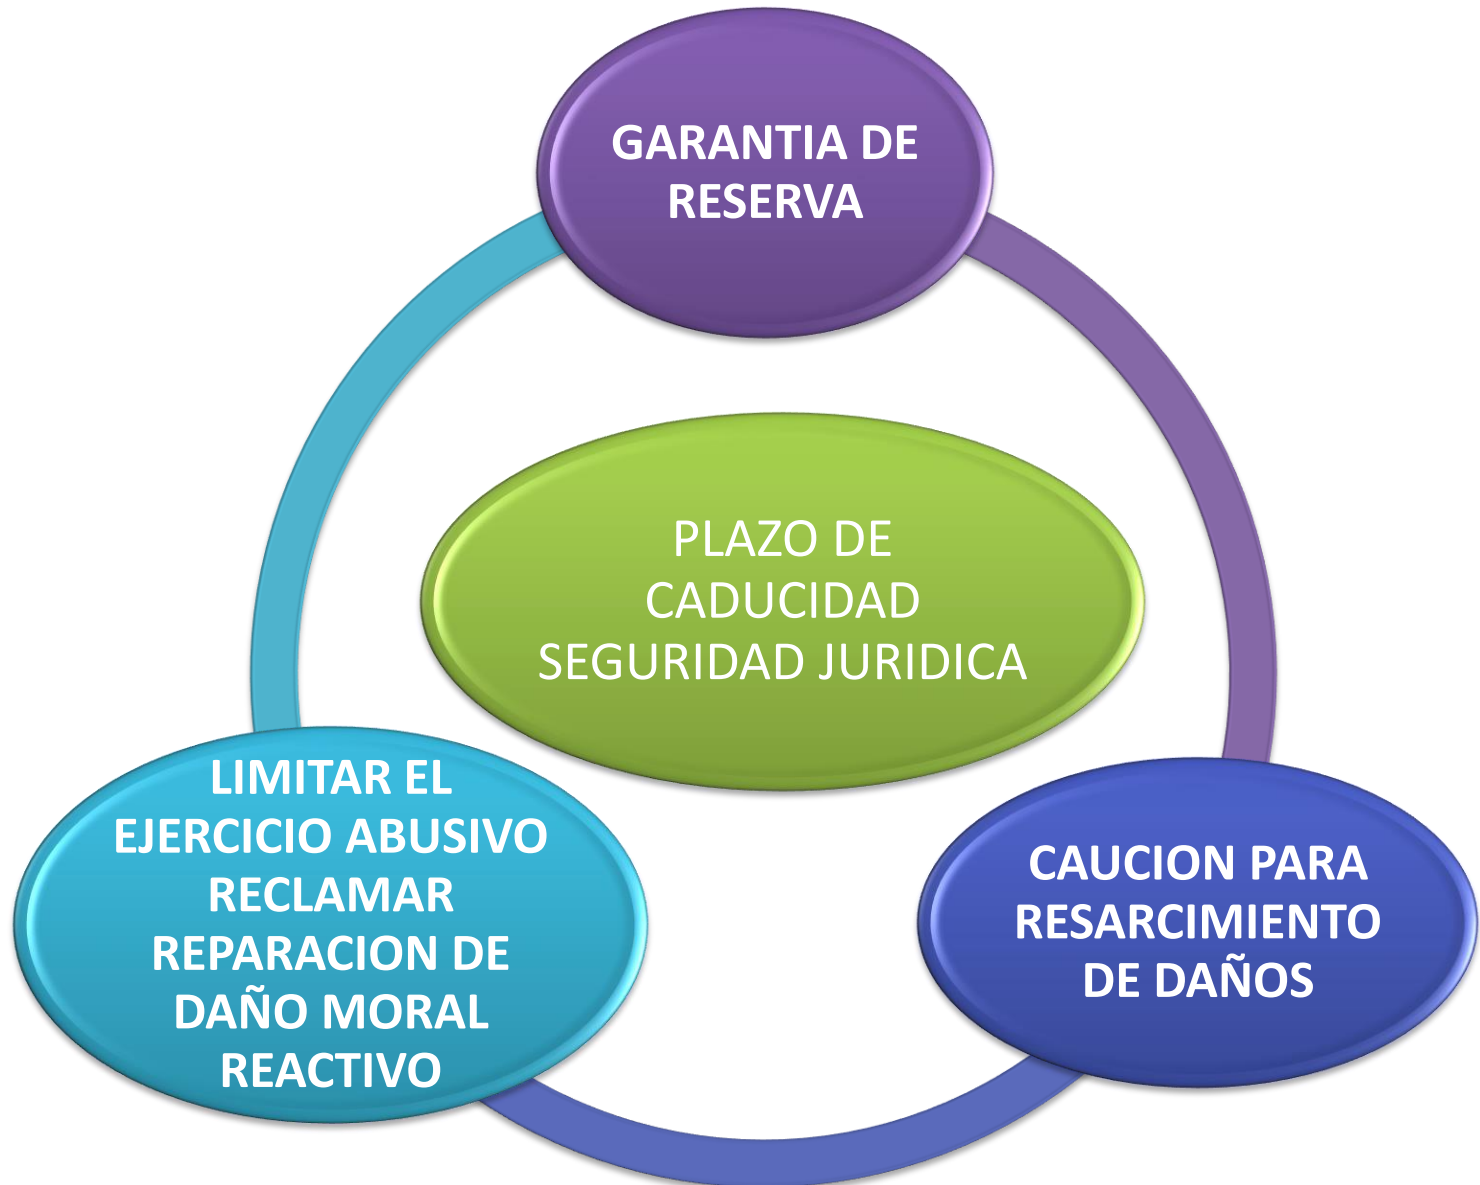 GARANTIA DE
RESERVA
PLAZO DE
CADUCIDAD
SEGURIDAD JURIDICA
LIMITAR EL
EJERCICIO ABUSIVO
RECLAMAR
REPARACION DE
DAÑO MORAL
REACTIVO
CAUCION PARA
RESARCIMIENTO
DE DAÑOS